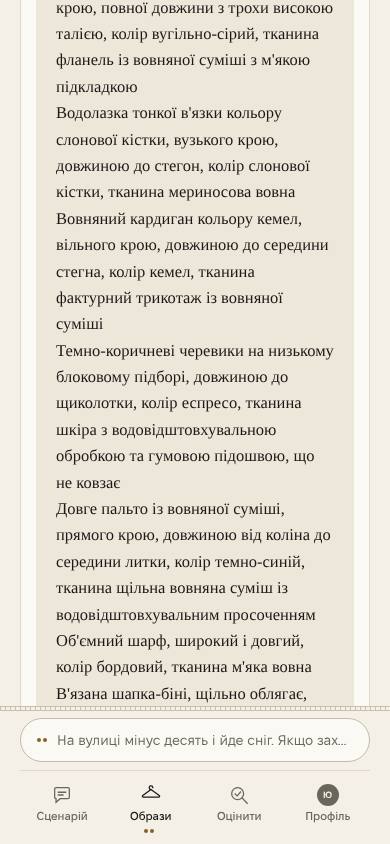 крою, повної довжини з трохи високою
талією, колір вугільно-сірий, тканина
фланель із вовняної суміші з м'якою
підкладкою
Водолазка тонкої в'язки кольору
слонової кістки, вузького крою,
довжиною до стегон, колір слонової
кістки, тканина мериносова вовна
Вовняний кардиган кольору кемел,
вільного крою, довжиною до середини
стегна, колір кемел, тканина
фактурний трикотаж із вовняної
суміші
Темно-коричневі черевики на низькому
блоковому підборі, довжиною до
щиколотки, колір еспресо, тканина
шкіра з водовідштовхувальною
обробкою та гумовою підошвою, що
не ковзає
Довге пальто із вовняної суміші,
прямого крою, довжиною від коліна до
середини литки, колір темно-синій,
тканина щільна вовняна суміш із
водовідштовхувальним просоченням
Об'ємний шарф, широкий і довгий,
колір бордовий, тканина м'яка вовна
В'язана шапка-біні, щільно облягає,
На вулиці мінус десять і йде сніг. Якщо зах...
Сценарій
Образи
Оцінити
Ю
Профіль